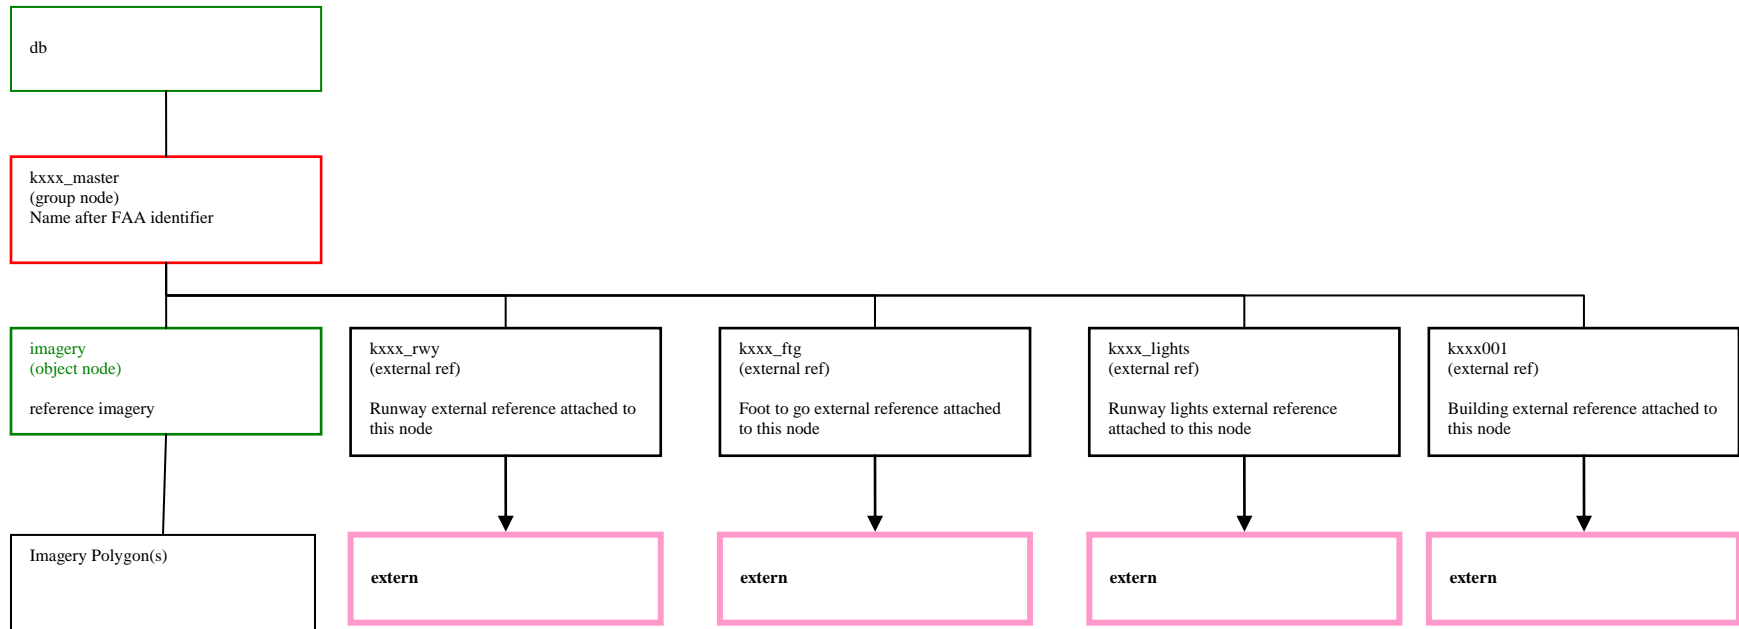 db
kxxx_master
(group node)
Name after FAA identifier
imagery
(object node)
reference imagery
kxxx_rwy
(external ref)
Runway external reference attached to
this node
kxxx_ftg
(external ref)
Foot to go external reference attached
to this node
kxxx_lights
(external ref)
Runway lights external reference
attached to this node
kxxx001
(external ref)
Building external reference attached to
this node
Imagery Polygon(s)
extern
extern
extern
extern